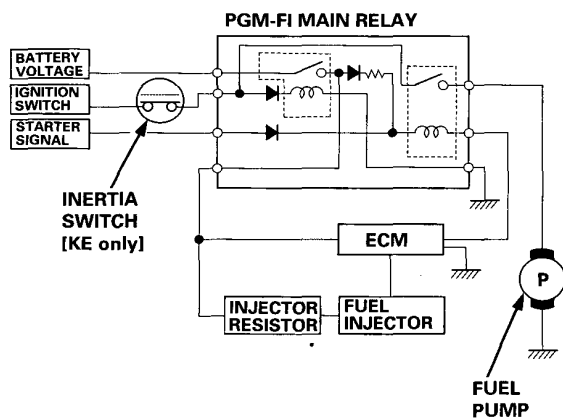 PGM-FI MAIN RELAY
BATTERY
VOLTAGE
IGNITION
SWITCH
STARTER
SIGNAL
INERTIA
SWITCH
[KE only]
ECM
INJECTOR
RESISTOR
FUEL
INJECTOR
P
FUEL
PUMP